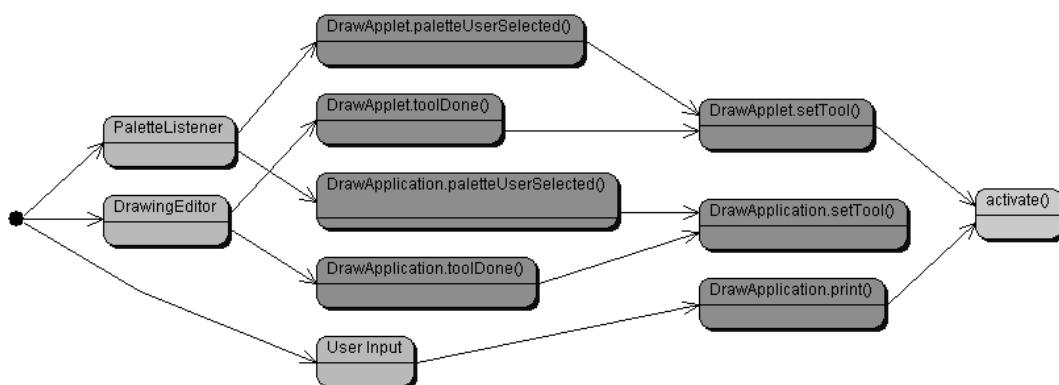 DrawApplet.paletteUserSelected()
DrawApplet.toolDone()
DrawApplet.setTool()
PaletteListener
DrawApplication.paletteUserSelected()
DrawingEditor
DrawApplication.setTool()
activate()
DrawApplication.toolDone()
DrawApplication.print()
User Input